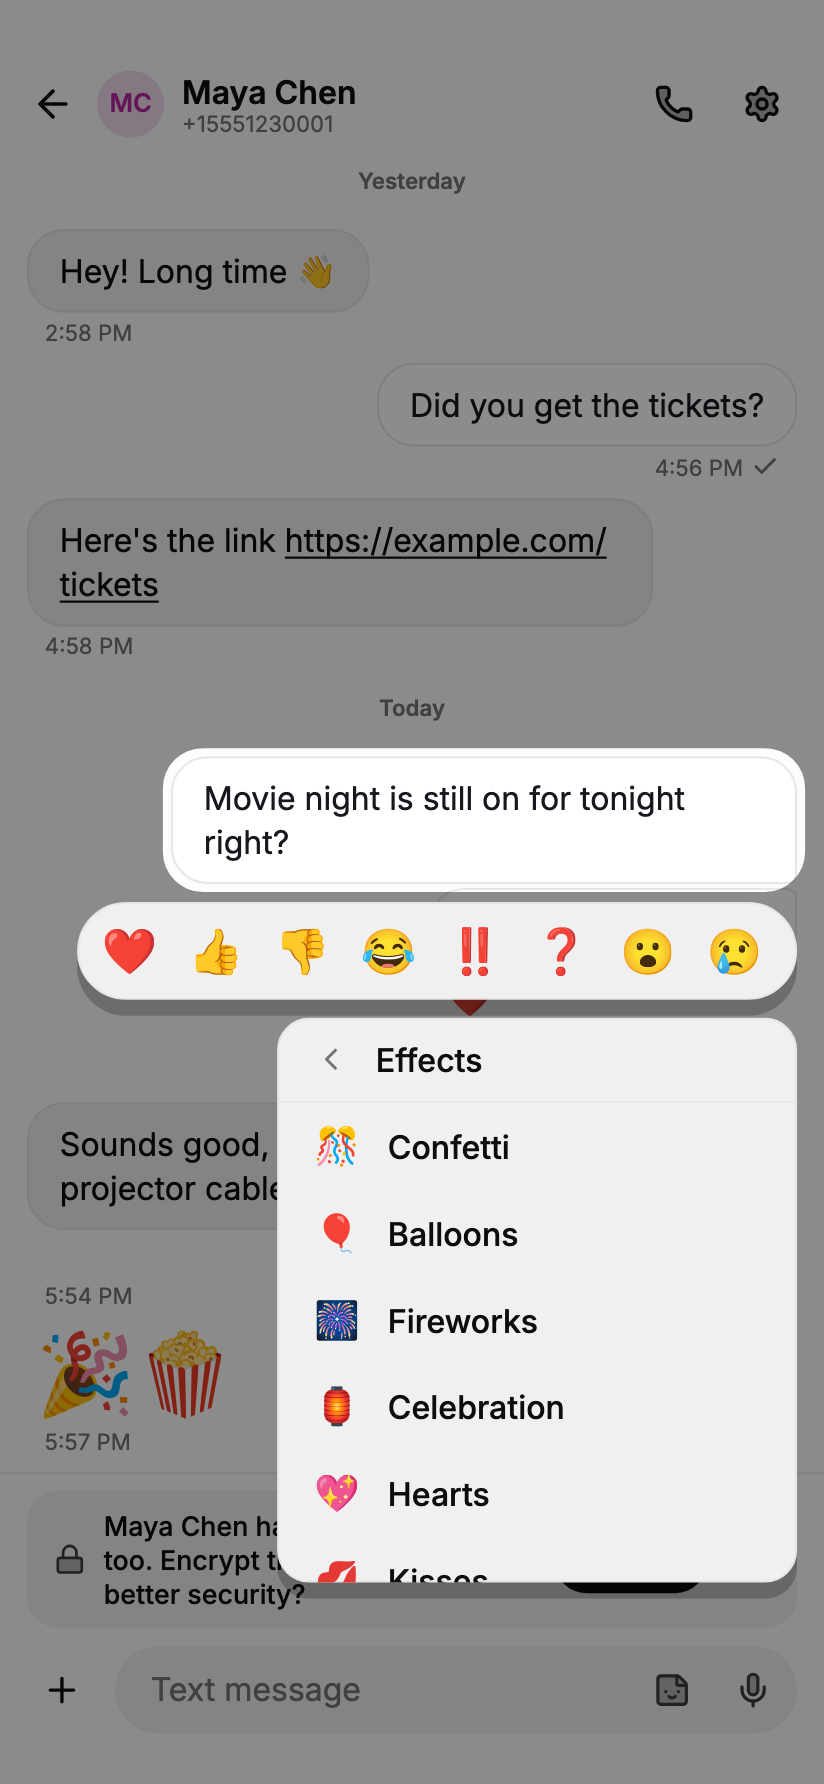 MC
Maya Chen
+15551230001
Yesterday
Hey! Long time 👋
2:58 PM
Did you get the tickets?
4:56 PM
Here's the link https://example.com/
tickets
4:58 PM
Today
Movie night is still on for tonight
right?
Effects
Confetti
Sounds good,
projector cable
Balloons
5:54 PM
Fireworks
Celebration
5:57 PM
Hearts
Maya Chen
too. Encrypt
better security?
Kisses
Text message